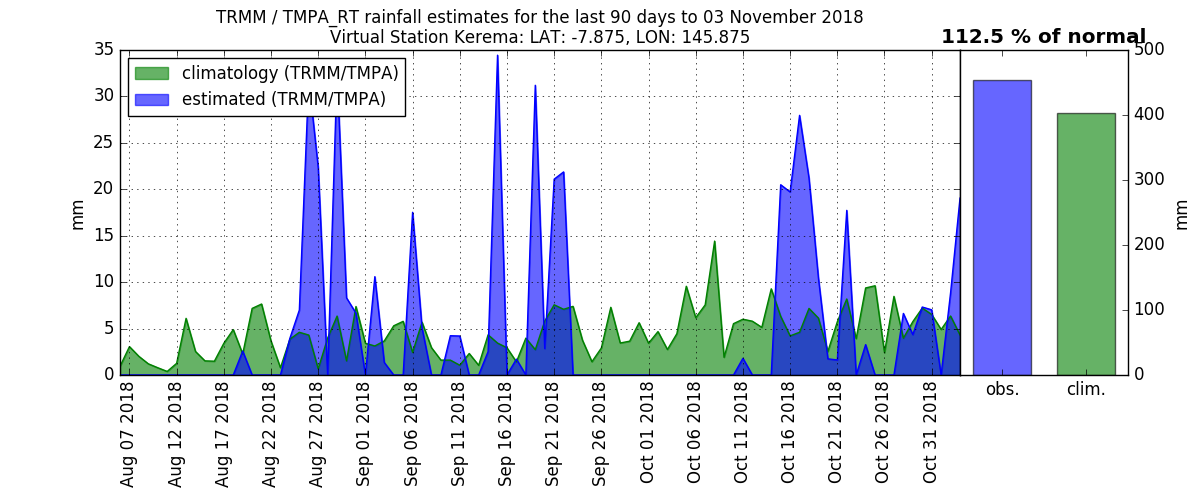 TRMM / TMPA_RT rainfall estimates for the last 90 days to 03 November 2018
Virtual Station Kerema: LAT: -7.875, LON: 145.875
112.5 % of normal
climatology (TRMM/TMPA)
estimated (TRMM/TMPA)
mm
35
30
25
20
15
10
5
0
Aug 07 2018
Aug 12 2018
Aug 17 2018
Aug 22 2018
Aug 27 2018
Sep 01 2018
Sep 06 2018
Sep 11 2018
Sep 16 2018
Sep 21 2018
Sep 26 2018
Oct 01 2018
Oct 06 2018
Oct 11 2018
Oct 16 2018
Oct 21 2018
Oct 26 2018
Oct 31 2018
500
400
300
200
100
0
mm
obs.
clim.